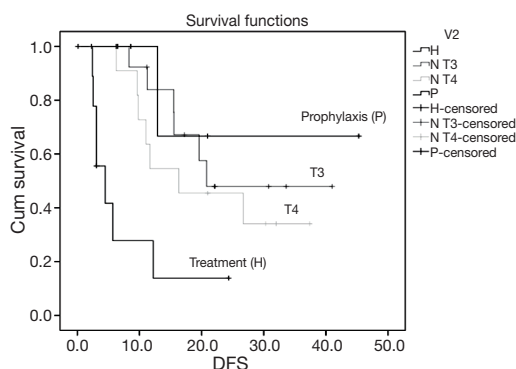 Survival functions
V2
H
N T3
N T4
P
H-censored
N T3-censored
N T4-censored
P-censored
Cum survival
1.0
0.8
0.6
0.4
0.2
0.0
Prophylaxis (P)
T3
T4
Treatment (H)
0.0 10.0 20.0 30.0 40.0 50.0
DFS